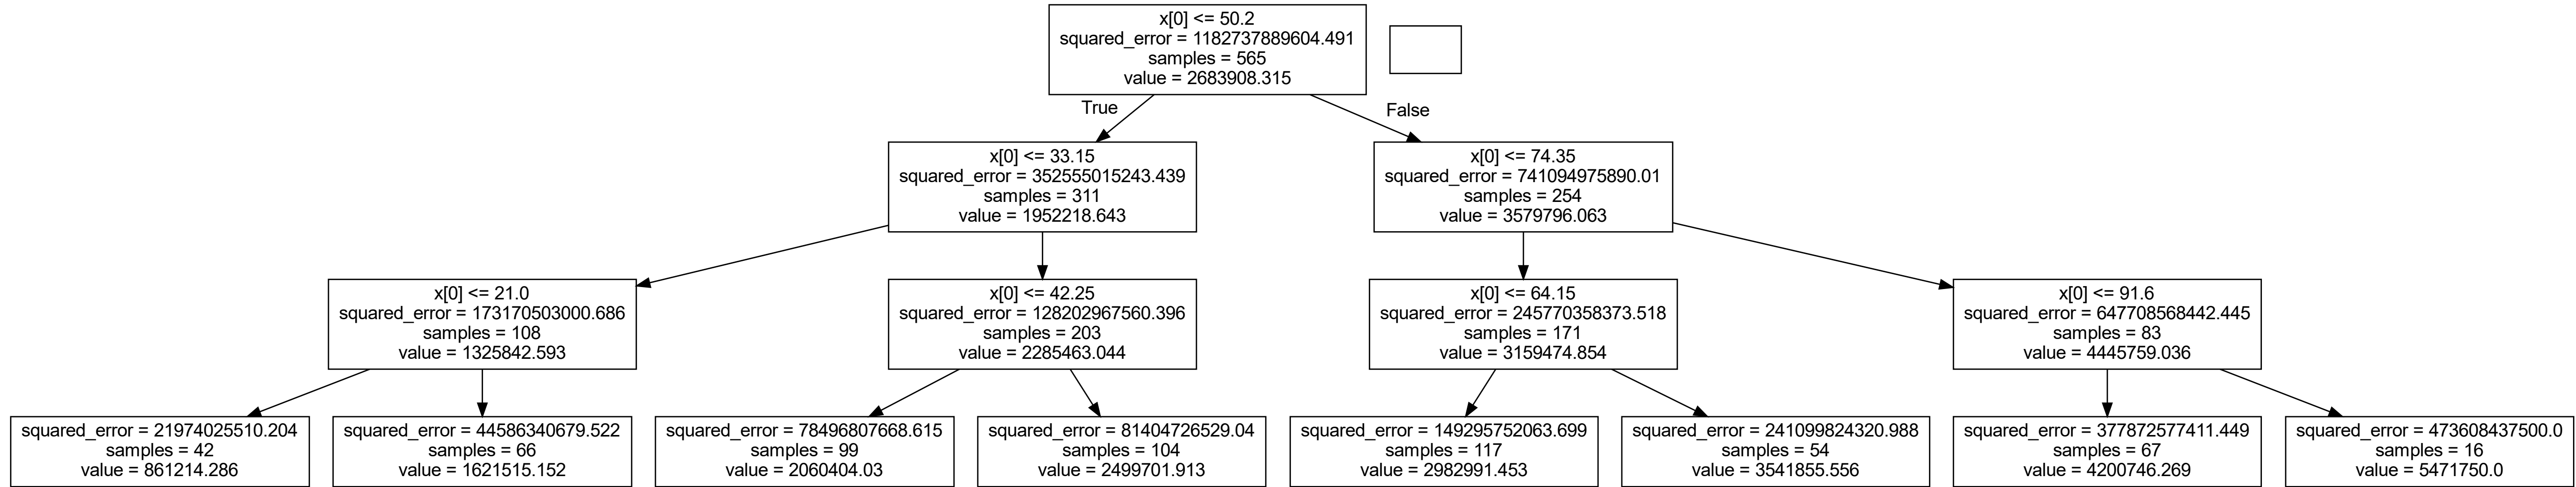 x[0] <= 50.2
squared_error = 1182737889604.491
samples = 565
value = 2683908.315
True
False
x[0] <= 33.15
squared_error = 352555015243.439
samples = 311
value = 1952218.643
x[0] <= 74.35
squared_error = 741094975890.01
samples = 254
value = 3579796.063
x[0] <= 21.0
squared_error = 173170503000.686
samples = 108
value = 1325842.593
x[0] <= 42.25
squared_error = 128202967560.396
samples = 203
value = 2285463.044
x[0] <= 64.15
squared_error = 245770358373.518
samples = 171
value = 3159474.854
x[0] <= 91.6
squared_error = 647708568442.445
samples = 83
value = 4445759.036
squared_error = 21974025510.204
samples = 42
value = 861214.286
squared_error = 44586340679.522
samples = 66
value = 1621515.152
squared_error = 78496807668.615
samples = 99
value = 2060404.03
squared_error = 81404726529.04
samples = 104
value = 2499701.913
squared_error = 149295752063.699
samples = 117
value = 2982991.453
squared_error = 241099824320.988
samples = 54
value = 3541855.556
squared_error = 377872577411.449
samples = 67
value = 4200746.269
squared_error = 473608437500.0
samples = 16
value = 5471750.0